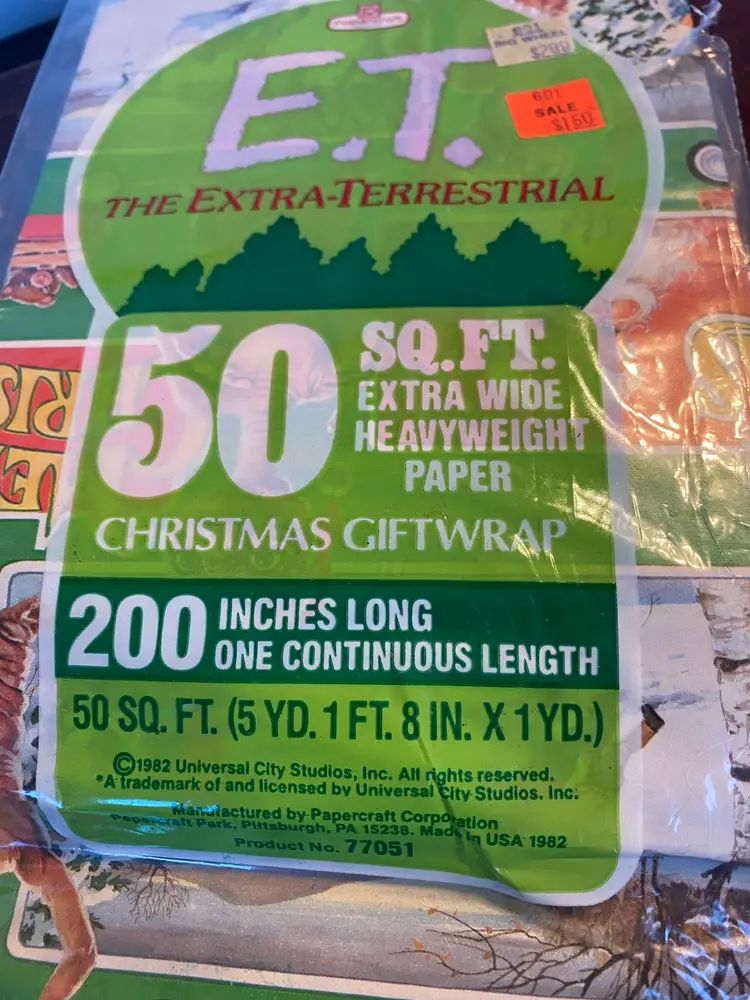 601
BIG WHEEL
$2.99
601
SALE
$1.50
E.T.
THE EXTRA-TERRESTRIAL
50
SQ. FT.
EXTRA WIDE
HEAVYWEIGHT
PAPER
CHRISTMAS GIFTWRAP
200
INCHES LONG
ONE CONTINUOUS LENGTH
50 SQ. FT. (5 YD. 1 FT. 8 IN. X 1 YD.)
©1982 Universal City Studios, Inc. All rights reserved.
*A trademark of and licensed by Universal City Studios, Inc.
Manufactured by Papercraft Corporation
Papercraft Park, Pittsburgh, PA 15238. Made in USA 1982
Product No. 77051